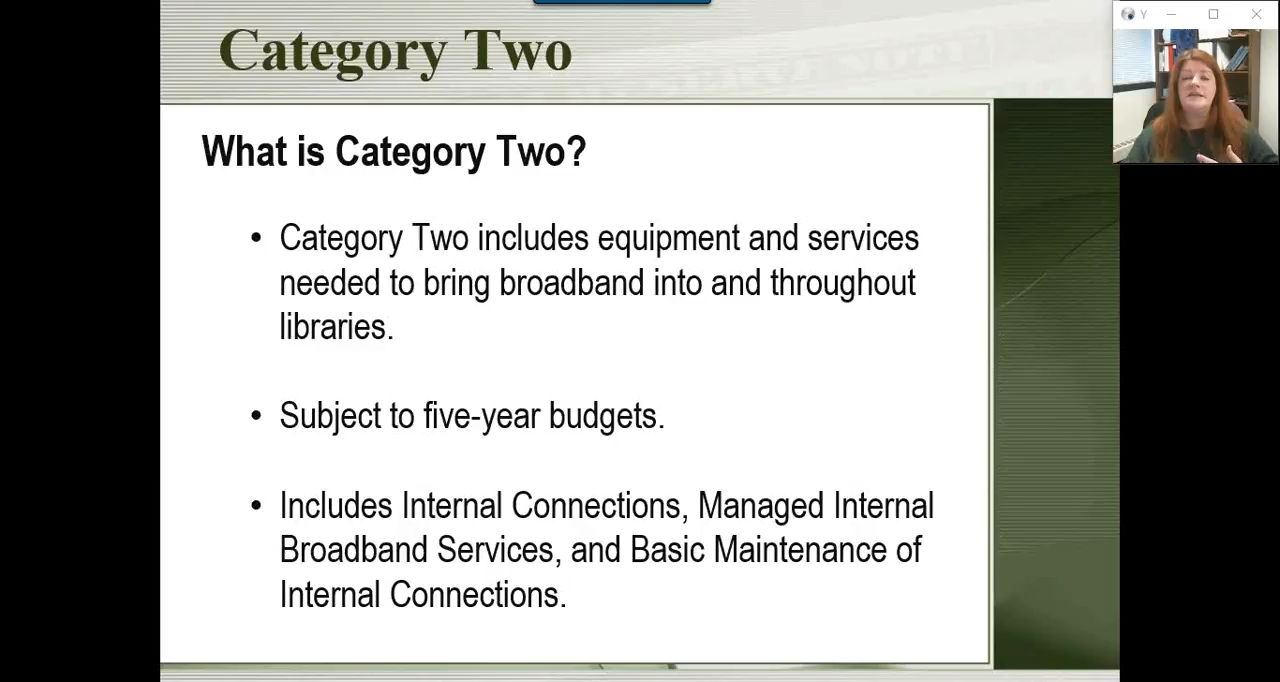 Category Two
Y
What is Category Two?
• Category Two includes equipment and services
needed to bring broadband into and throughout
libraries.
• Subject to five-year budgets.
• Includes Internal Connections, Managed Internal
Broadband Services, and Basic Maintenance of
Internal Connections.